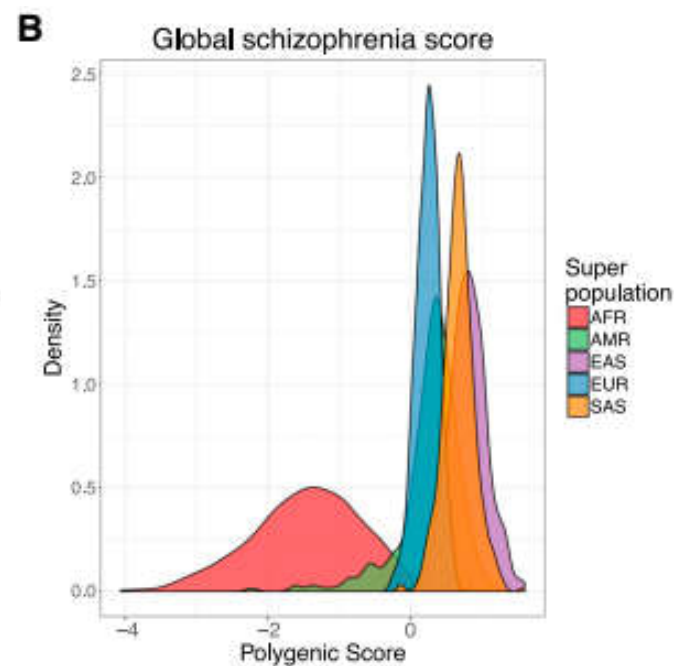 B
Global schizophrenia score
2.5
2.0
1.5
1.0
0.5
0.0
Density
−4 −2 0
Polygenic Score
Super
population
AFR
AMR
EAS
EUR
SAS